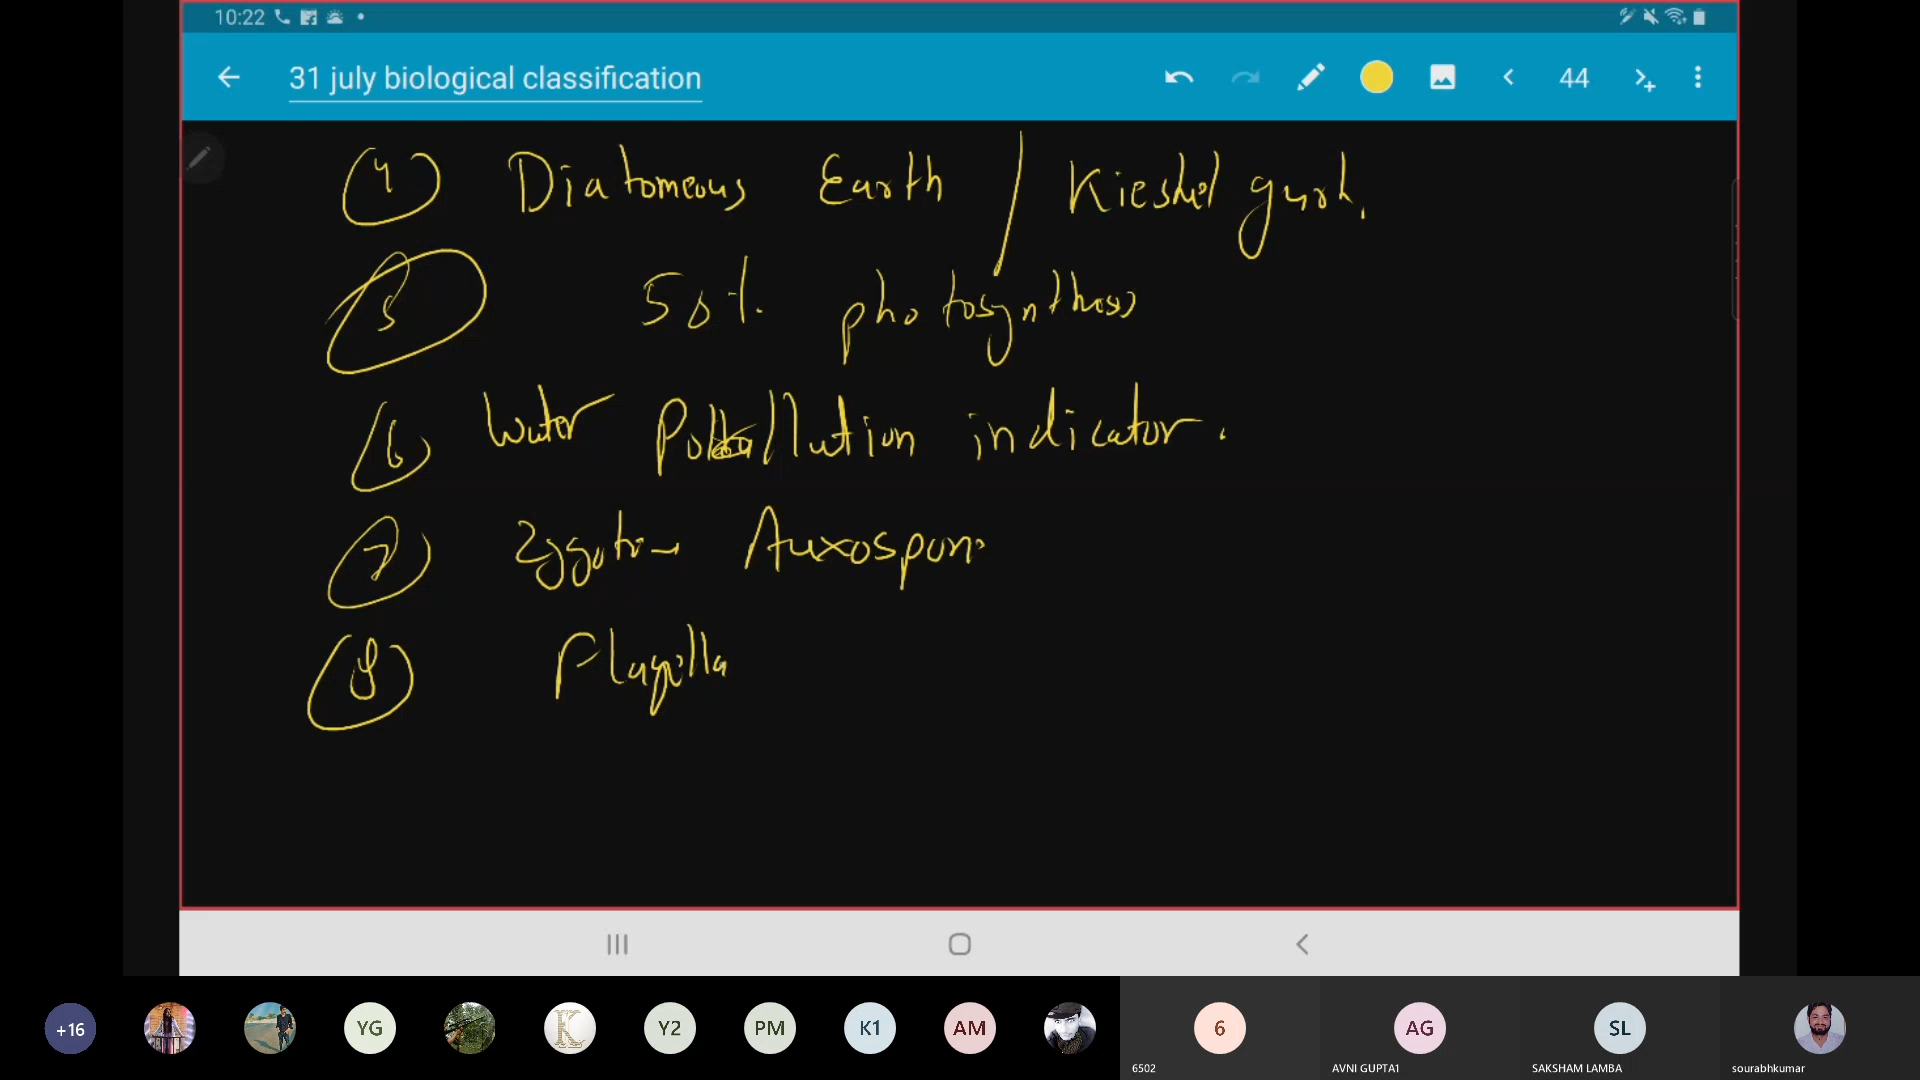 10:22
31 july biological classification
44
(4) Diatomeous Earth / Kieshel gurh.
(5) 50% photosynthesis
(6) Water Pollution indicator.
(7) Zygote → Auxospore
(8) Flagella
+16
YG
K
Y2
PM
K1
AM
6
AG
SL
6502
AVNI GUPTA1
SAKSHAM LAMBA
sourabhkumar